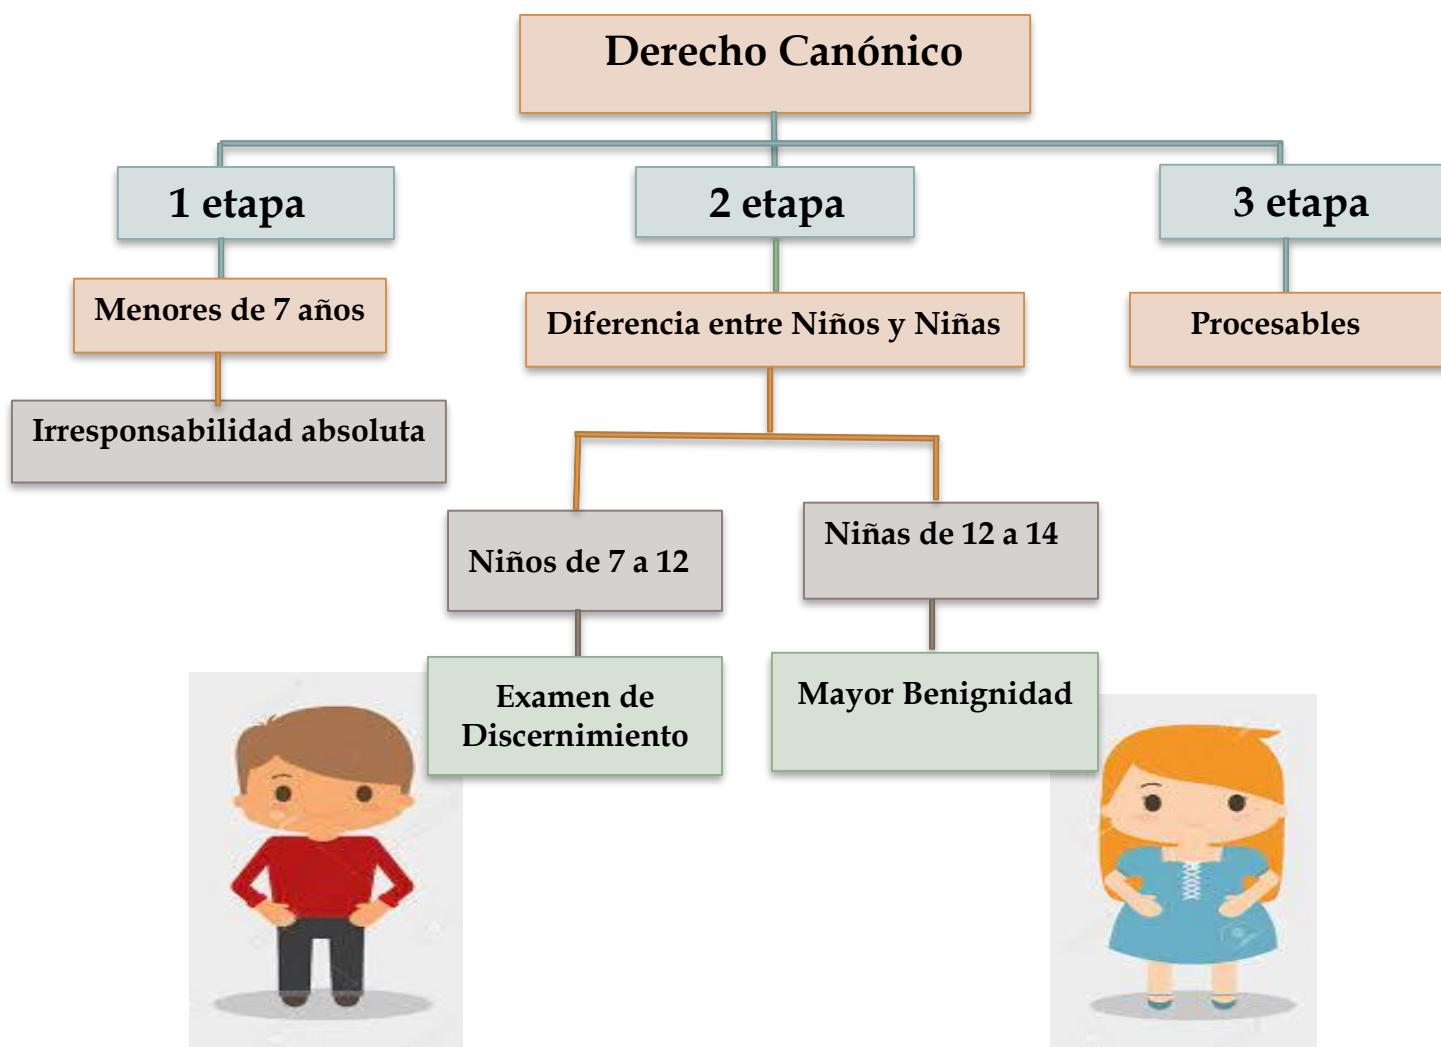 Derecho Canónico
1 etapa
2 etapa
3 etapa
Menores de 7 años
Diferencia entre Niños y Niñas
Procesables
Irresponsabilidad absoluta
Niños de 7 a 12
Niñas de 12 a 14
Examen de
Discernimiento
Mayor Benignidad